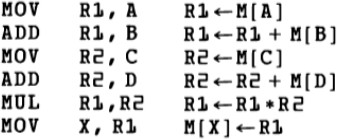 MOV R1, A R1←M[A]
ADD R1, B R1←R1 + M[B]
MOV R2, C R2←M[C]
ADD R2, D R2←R2 + M[D]
MUL R1,R2 R1←R1*R2
MOV X, R1 M[X]←R1